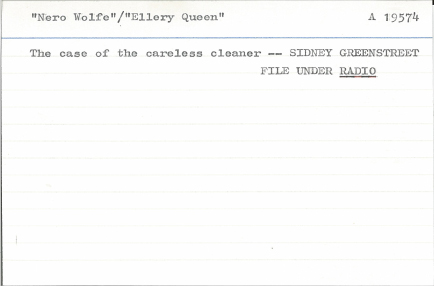 "Nero Wolfe"/"Ellery Queen" A 19574
The case of the careless cleaner -- SIDNEY GREENSTREET
FILE UNDER RADIO